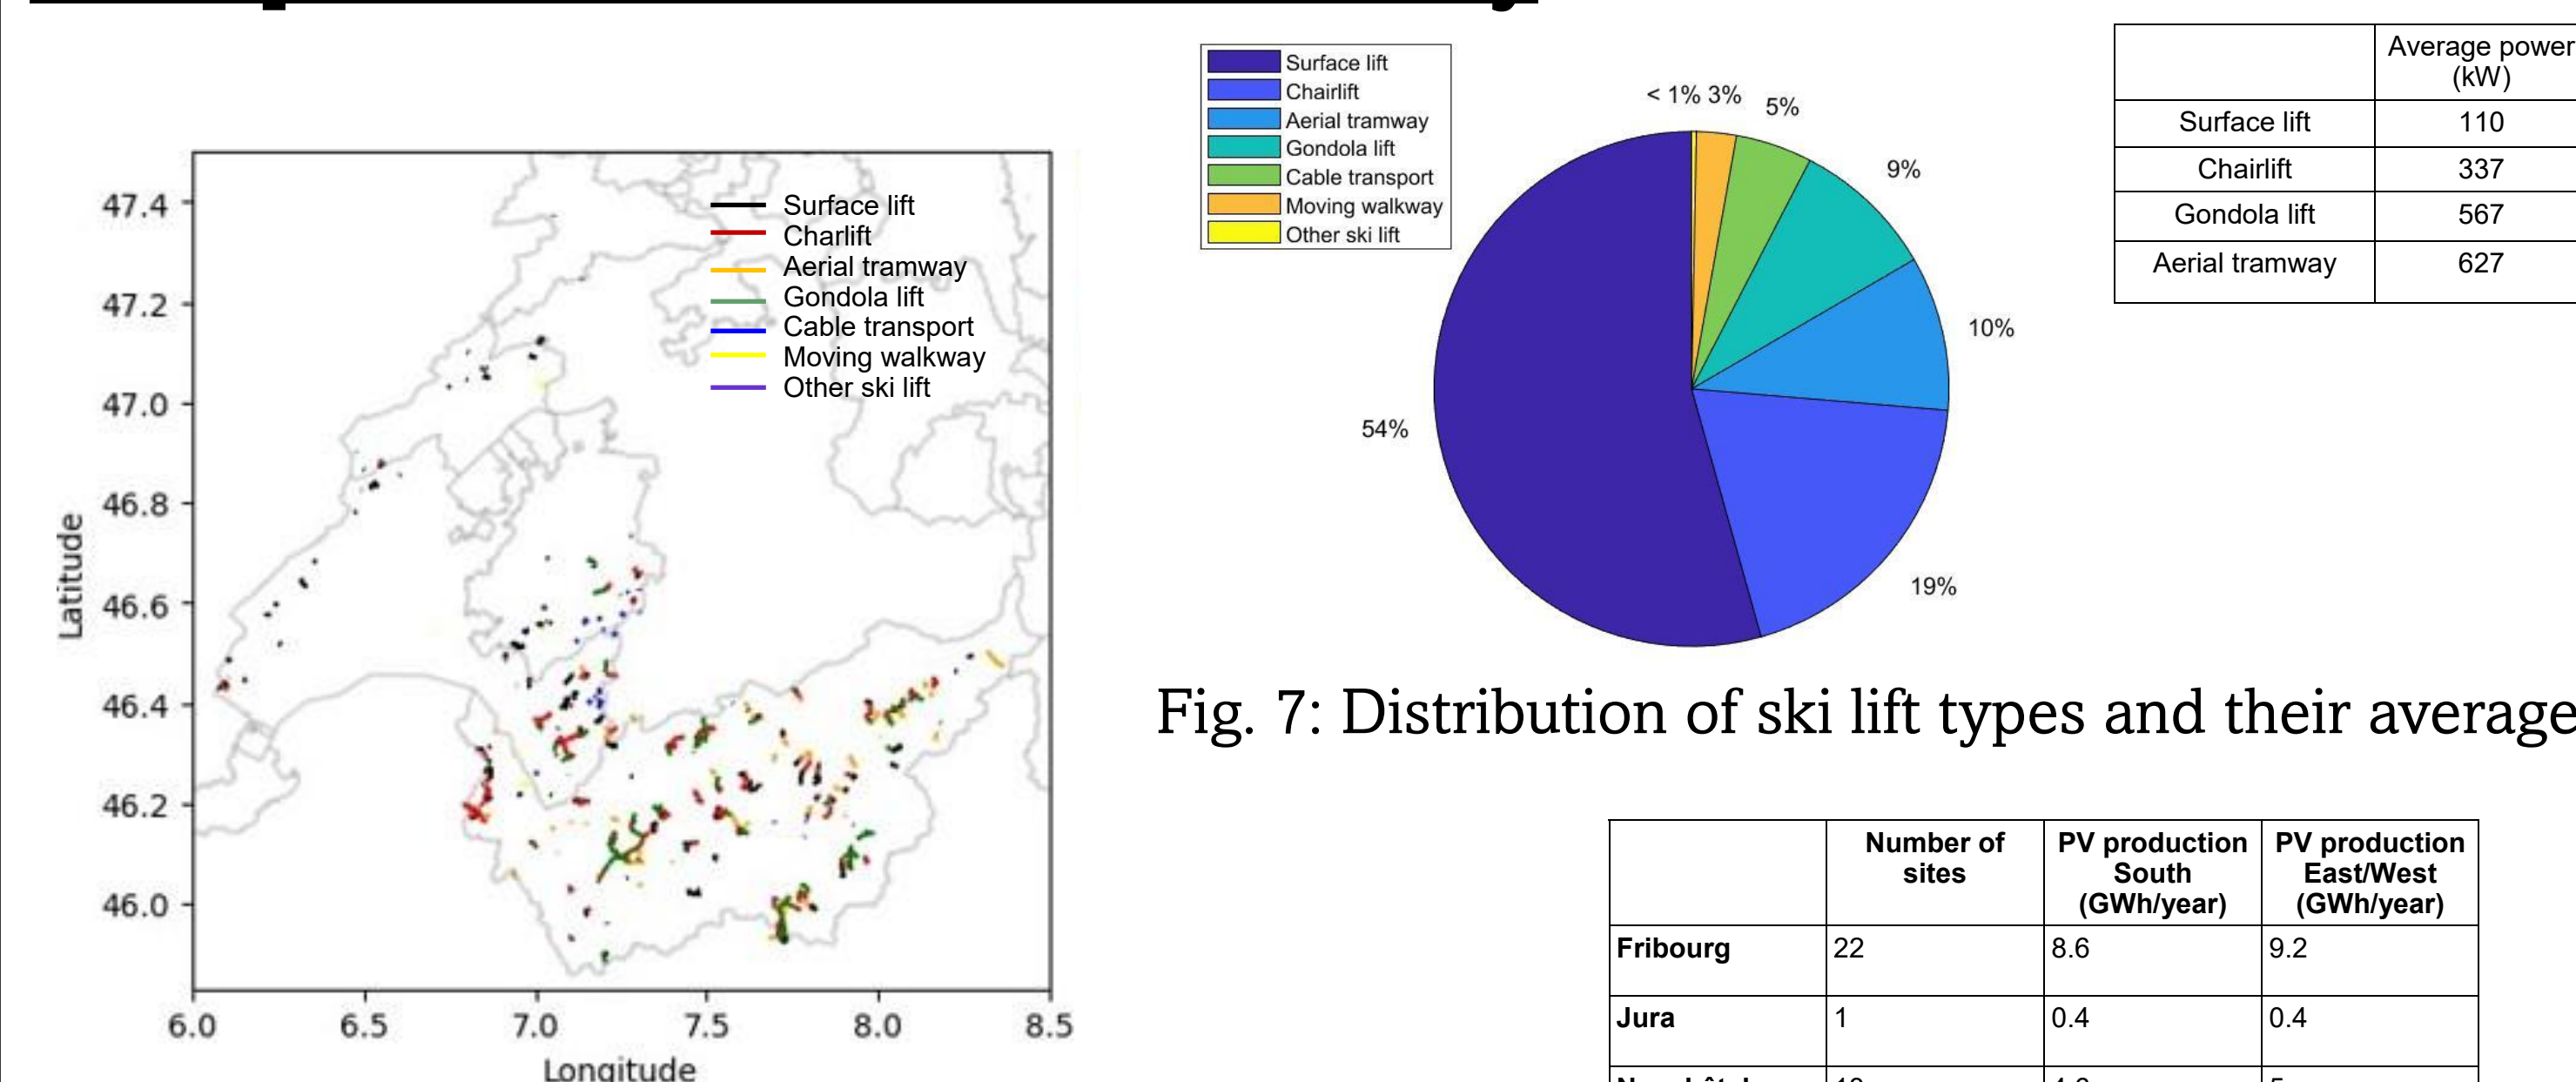 47.4
47.2
47.0
46.8
46.6
46.4
46.2
46.0
Latitude
6.0 6.5 7.0 7.5 8.0 8.5
Longitude
Surface lift
Charlift
Aerial tramway
Gondola lift
Cable transport
Moving walkway
Other ski lift
Surface lift
Chairlift
Aerial tramway
Gondola lift
Cable transport
Moving walkway
Other ski lift
< 1% 3% 5%
9%
10%
19%
54%
Average power
(kW)
Surface lift 110
Chairlift 337
Gondola lift 567
Aerial tramway 627
Fig. 7: Distribution of ski lift types and their average
Number of sites PV production South (GWh/year) PV production East/West (GWh/year)
Fribourg 22 8.6 9.2
Jura 1 0.4 0.4